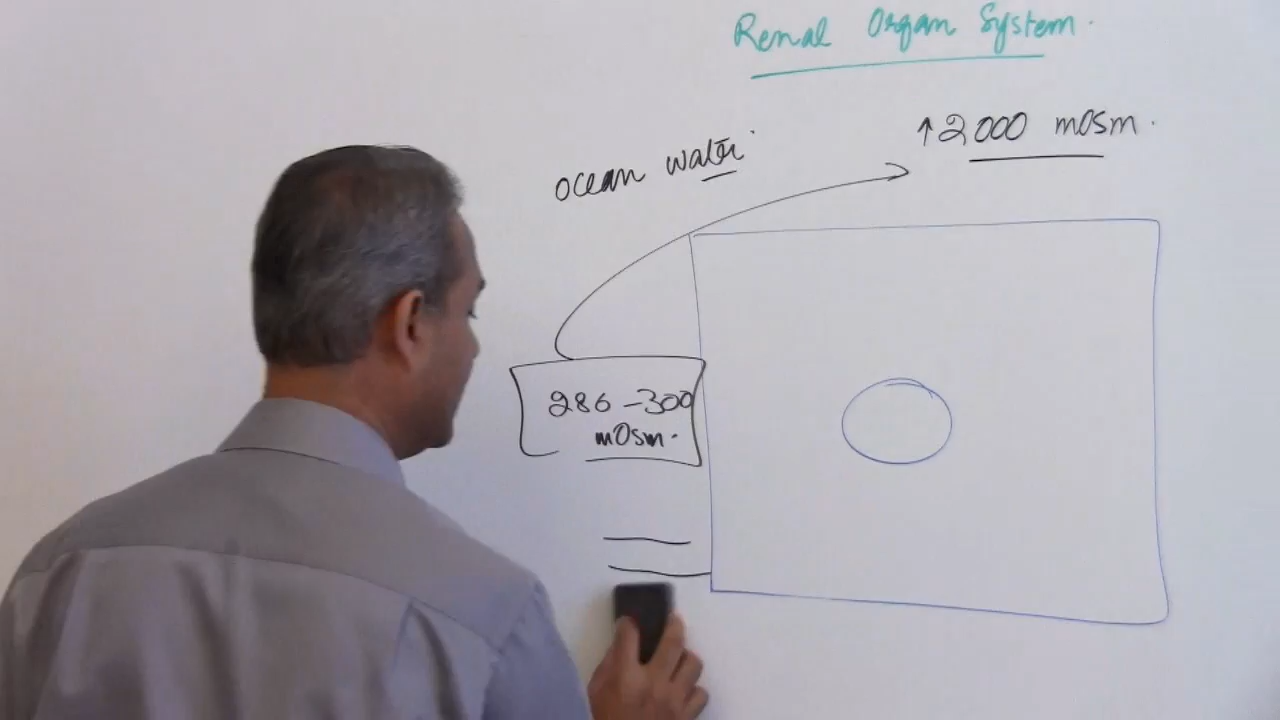 Renal Organ System.
↑2000 mOsm.
ocean water
286-300
mOsm.